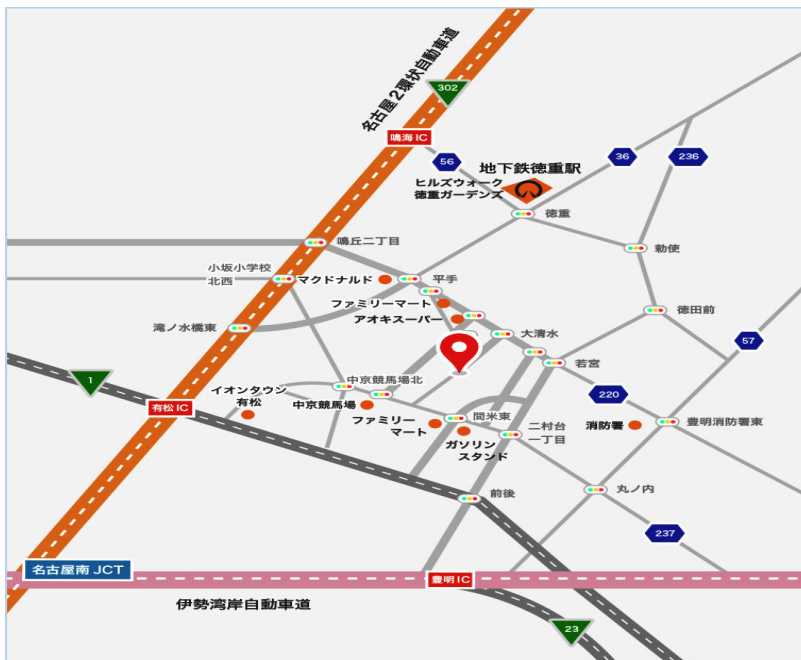 名古屋2環状自動車道
302
鳴海IC
56
地下鉄徳重駅
36
236
ヒルズウォーク
徳重ガーデンズ
徳重
鳴丘二丁目
勅使
小坂小学校
北西
マクドナルド
平手
ファミリーマート
アオキスーパー
徳田前
滝ノ水橋東
大清水
57
若宮
1
イオンタウン
有松
中京競馬場北
220
有松IC
中京競馬場
ファミリー
マート
間米東
ガソリン
スタンド
二村台
一丁目
消防署
豊明消防署東
前後
丸ノ内
237
名古屋南JCT
豊明IC
伊勢湾岸自動車道
23